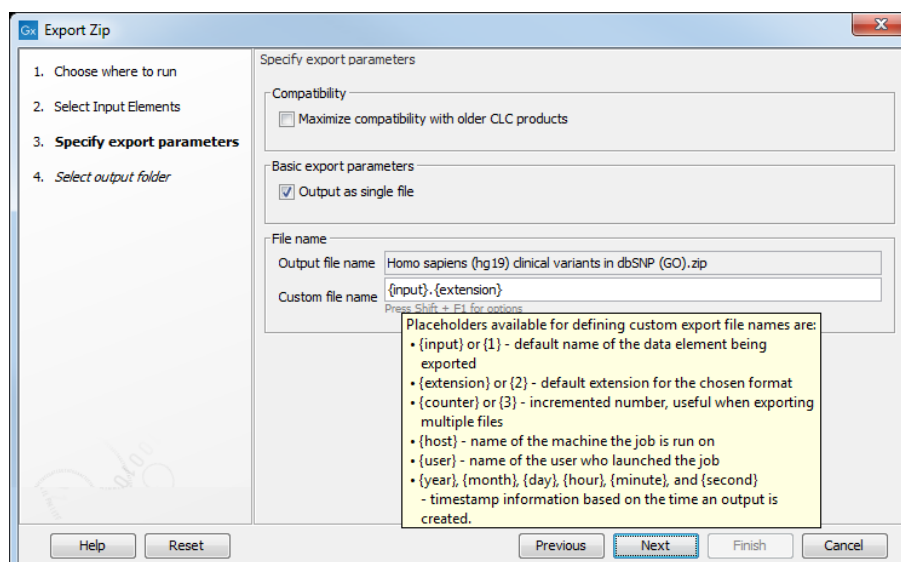 Gx Export Zip
1. Choose where to run
2. Select Input Elements
3. Specify export parameters
4. Select output folder
Specify export parameters
Compatibility
Maximize compatibility with older CLC products
Basic export parameters
Output as single file
File name
Output file name Homo sapiens (hg19) clinical variants in dbSNP (GO).zip
Custom file name {input}.{extension}
Press Shift + F1 for options
Placeholders available for defining custom export file names are:
• {input} or {1} - default name of the data element being
exported
• {extension} or {2} - default extension for the chosen format
• {counter} or {3} - incremented number, useful when exporting
multiple files
• {host} - name of the machine the job is run on
• {user} - name of the user who launched the job
• {year}, {month}, {day}, {hour}, {minute}, and {second}
- timestamp information based on the time an output is
created.
Help Reset Previous Next Finish Cancel